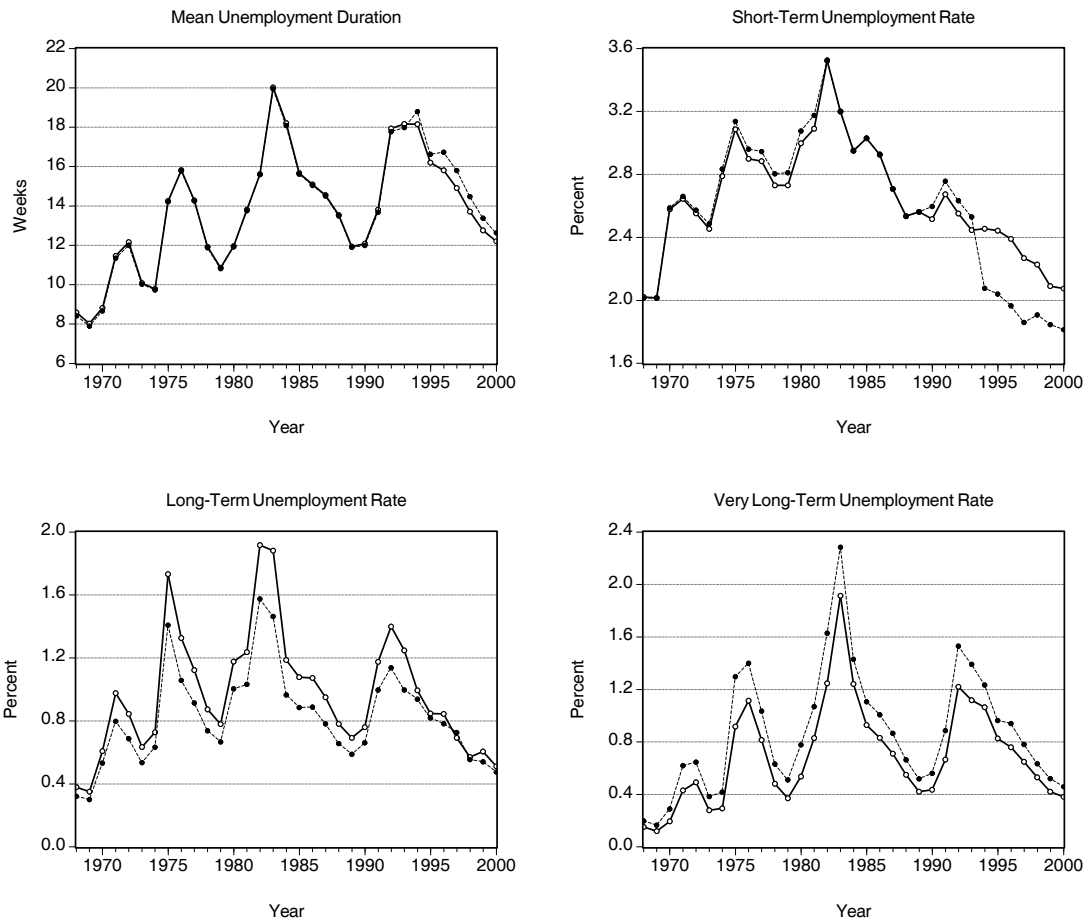 Mean Unemployment Duration
22
20
18
16
14
12
10
8
6
Weeks
1970 1975 1980 1985 1990 1995 2000
Year
Short-Term Unemployment Rate
3.6
3.2
2.8
2.4
2.0
1.6
Percent
1970 1975 1980 1985 1990 1995 2000
Year
Long-Term Unemployment Rate
2.0
1.6
1.2
0.8
0.4
0.0
Percent
1970 1975 1980 1985 1990 1995 2000
Year
Very Long-Term Unemployment Rate
2.4
2.0
1.6
1.2
0.8
0.4
0.0
Percent
1970 1975 1980 1985 1990 1995 2000
Year